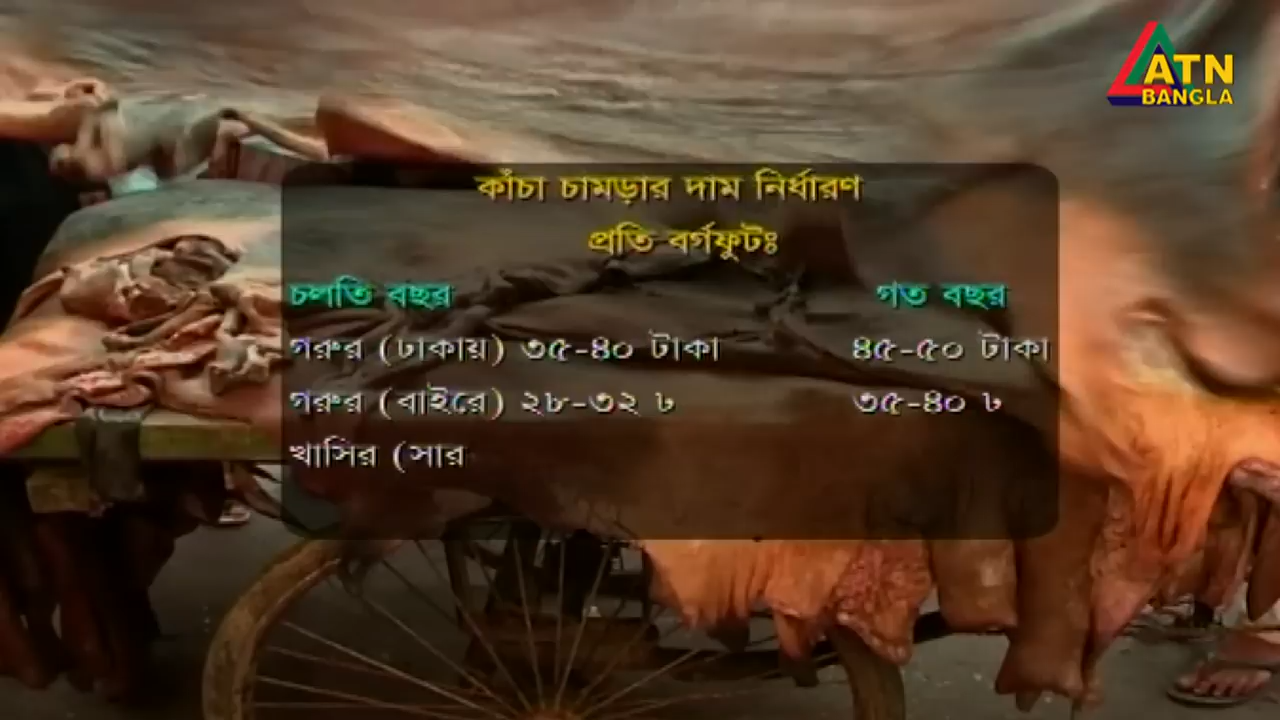 ATN
BANGLA
কাঁচা চামড়ার দাম নির্ধারণ
প্রতি বর্গফুটঃ
চলতি বছর গত বছর
গরুর (ঢাকায়) ৩৫-৪০ টাকা ৪৫-৫০ টাকা
গরুর (বাইরে) ২৮-৩২ ৳ ৩৫-৪০ ৳
খাসির (সার